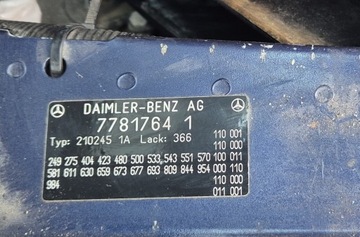 DAIMLER-BENZ AG
7781764 1
Typ: 210245 1A Lack: 366
110 001
110 011
249 275 404 423 480 500 533,543 551 570 100 011
581 611 630 659 673 677 693 809 844 954 000 110
984
110 000
011 001